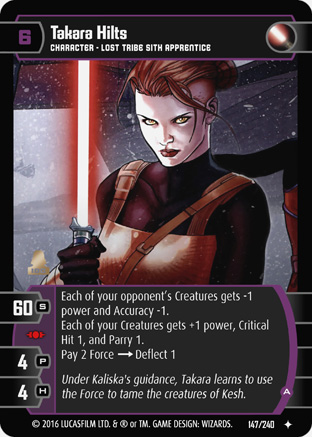 6 Takara Hilts
CHARACTER - LOST TRIBE SITH APPRENTICE
60 S
Each of your opponent's Creatures gets -1
power and Accuracy -1.
Each of your Creatures gets +1 power, Critical
Hit 1, and Parry 1.
4 P
Pay 2 Force → Deflect 1
4 H
Under Kaliska's guidance, Takara learns to use
the Force to tame the creatures of Kesh.
A
© 2016 LUCASFILM LTD. & ® or TM. GAME DESIGN: WIZARDS. 147/240